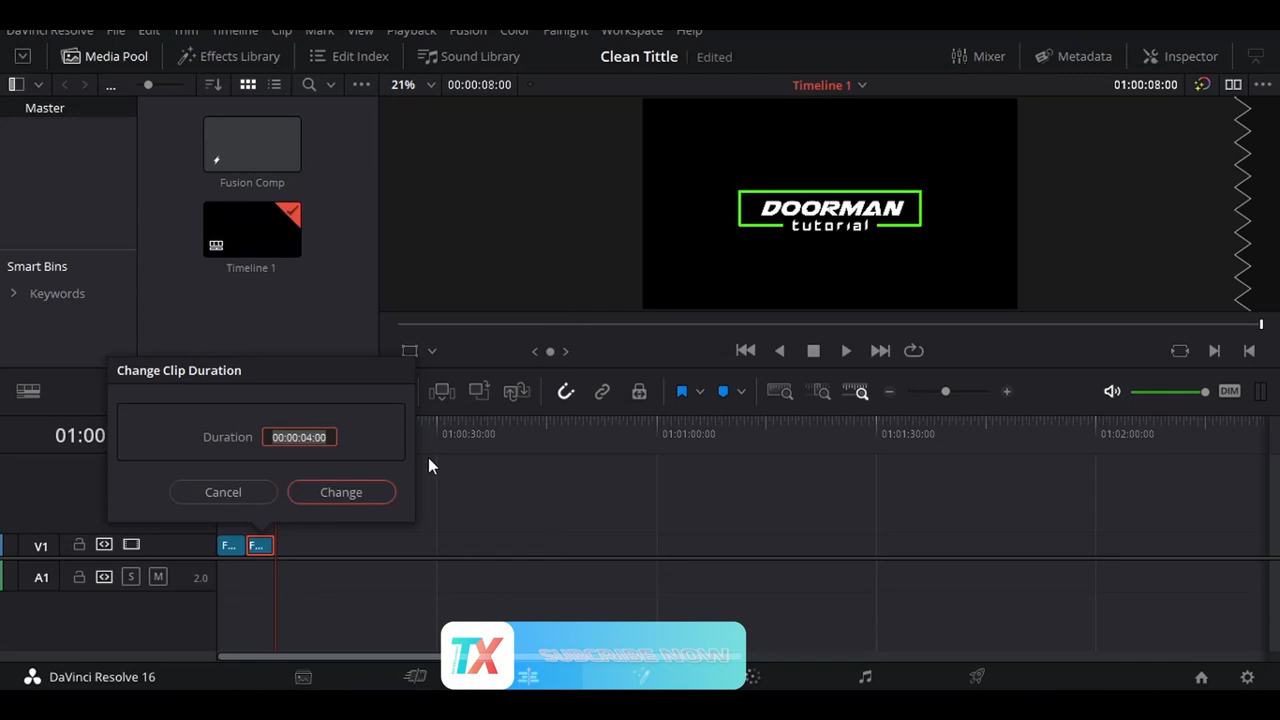 DaVinci Resolve File Edit Trim Timeline Clip Mark View Playback Fusion Color Fairlight Workspace Help
Media Pool Effects Library Edit Index Sound Library Clean Tittle Edited Mixer Metadata Inspector
... 21% 00:00:08:00 Timeline 1 01:00:08:00
Master
Fusion Comp
Timeline 1
Smart Bins
Keywords
DOORMAN
tutorial
Change Clip Duration
DIM
Duration 00:00:04:00
Cancel Change
01:00
01:00:30:00 01:01:00:00 01:01:30:00 01:02:00:00
V1 F... F...
A1 S M 2.0
TX SUBCRIBE NOW
DaVinci Resolve 16